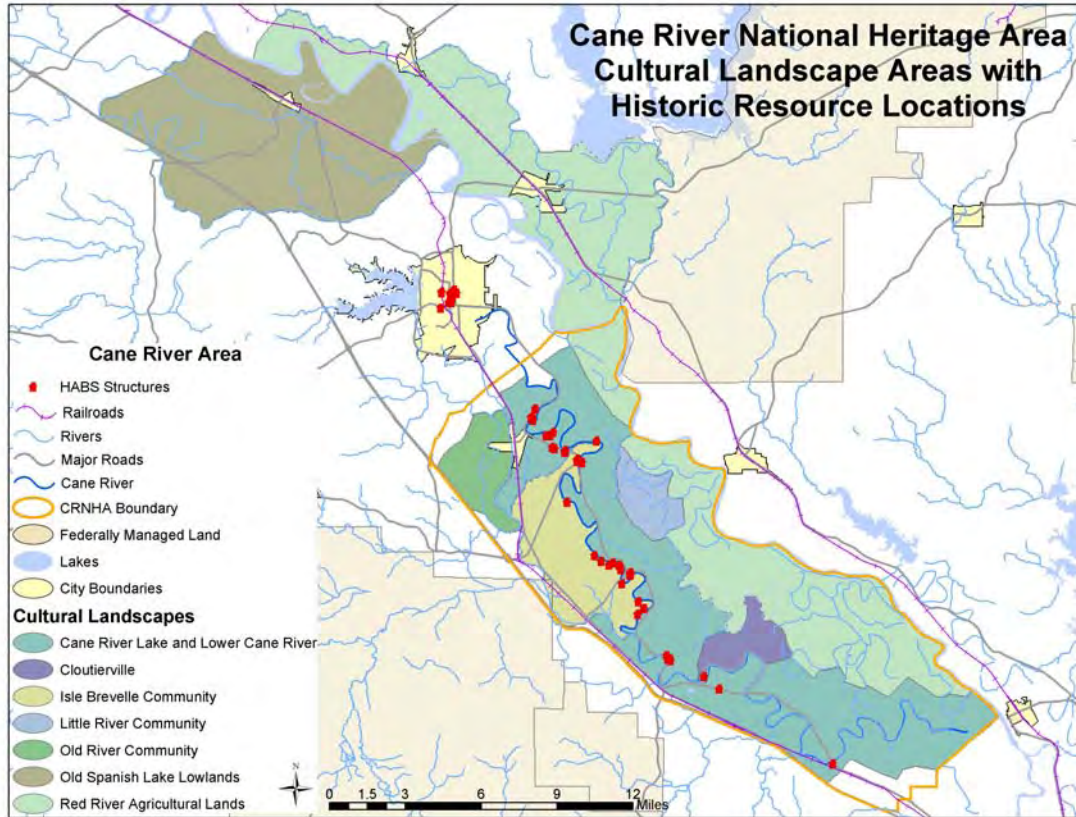 Cane River National Heritage Area
Cultural Landscape Areas with
Historic Resource Locations
Cane River Area
HABS Structures
Railroads
Rivers
Major Roads
Cane River
CRNHA Boundary
Federally Managed Land
Lakes
City Boundaries
Cultural Landscapes
Cane River Lake and Lower Cane River
Cloutierville
Isle Brevelle Community
Little River Community
Old River Community
Old Spanish Lake Lowlands
Red River Agricultural Lands
N
0 1.5 3 6 9 12
Miles